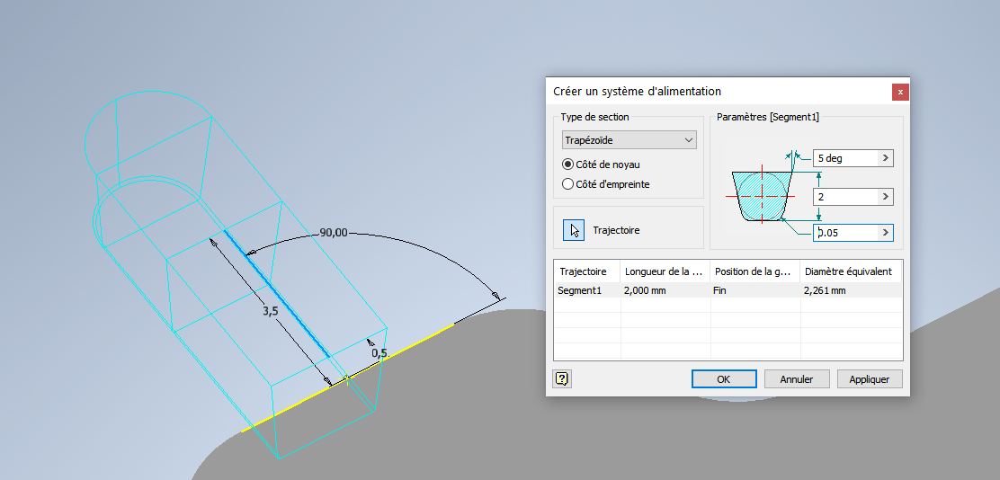 Créer un système d'alimentation
x
Type de section
Trapézoïde
Côté de noyau
Côté d'empreinte
Trajectoire
Paramètres [Segment1]
5 deg
2
0.05
Trajectoire Longueur de la ... Position de la g... Diamètre équivalent
Segment1 2,000 mm Fin 2,261 mm
? OK Annuler Appliquer
90,00
3,5
0,5